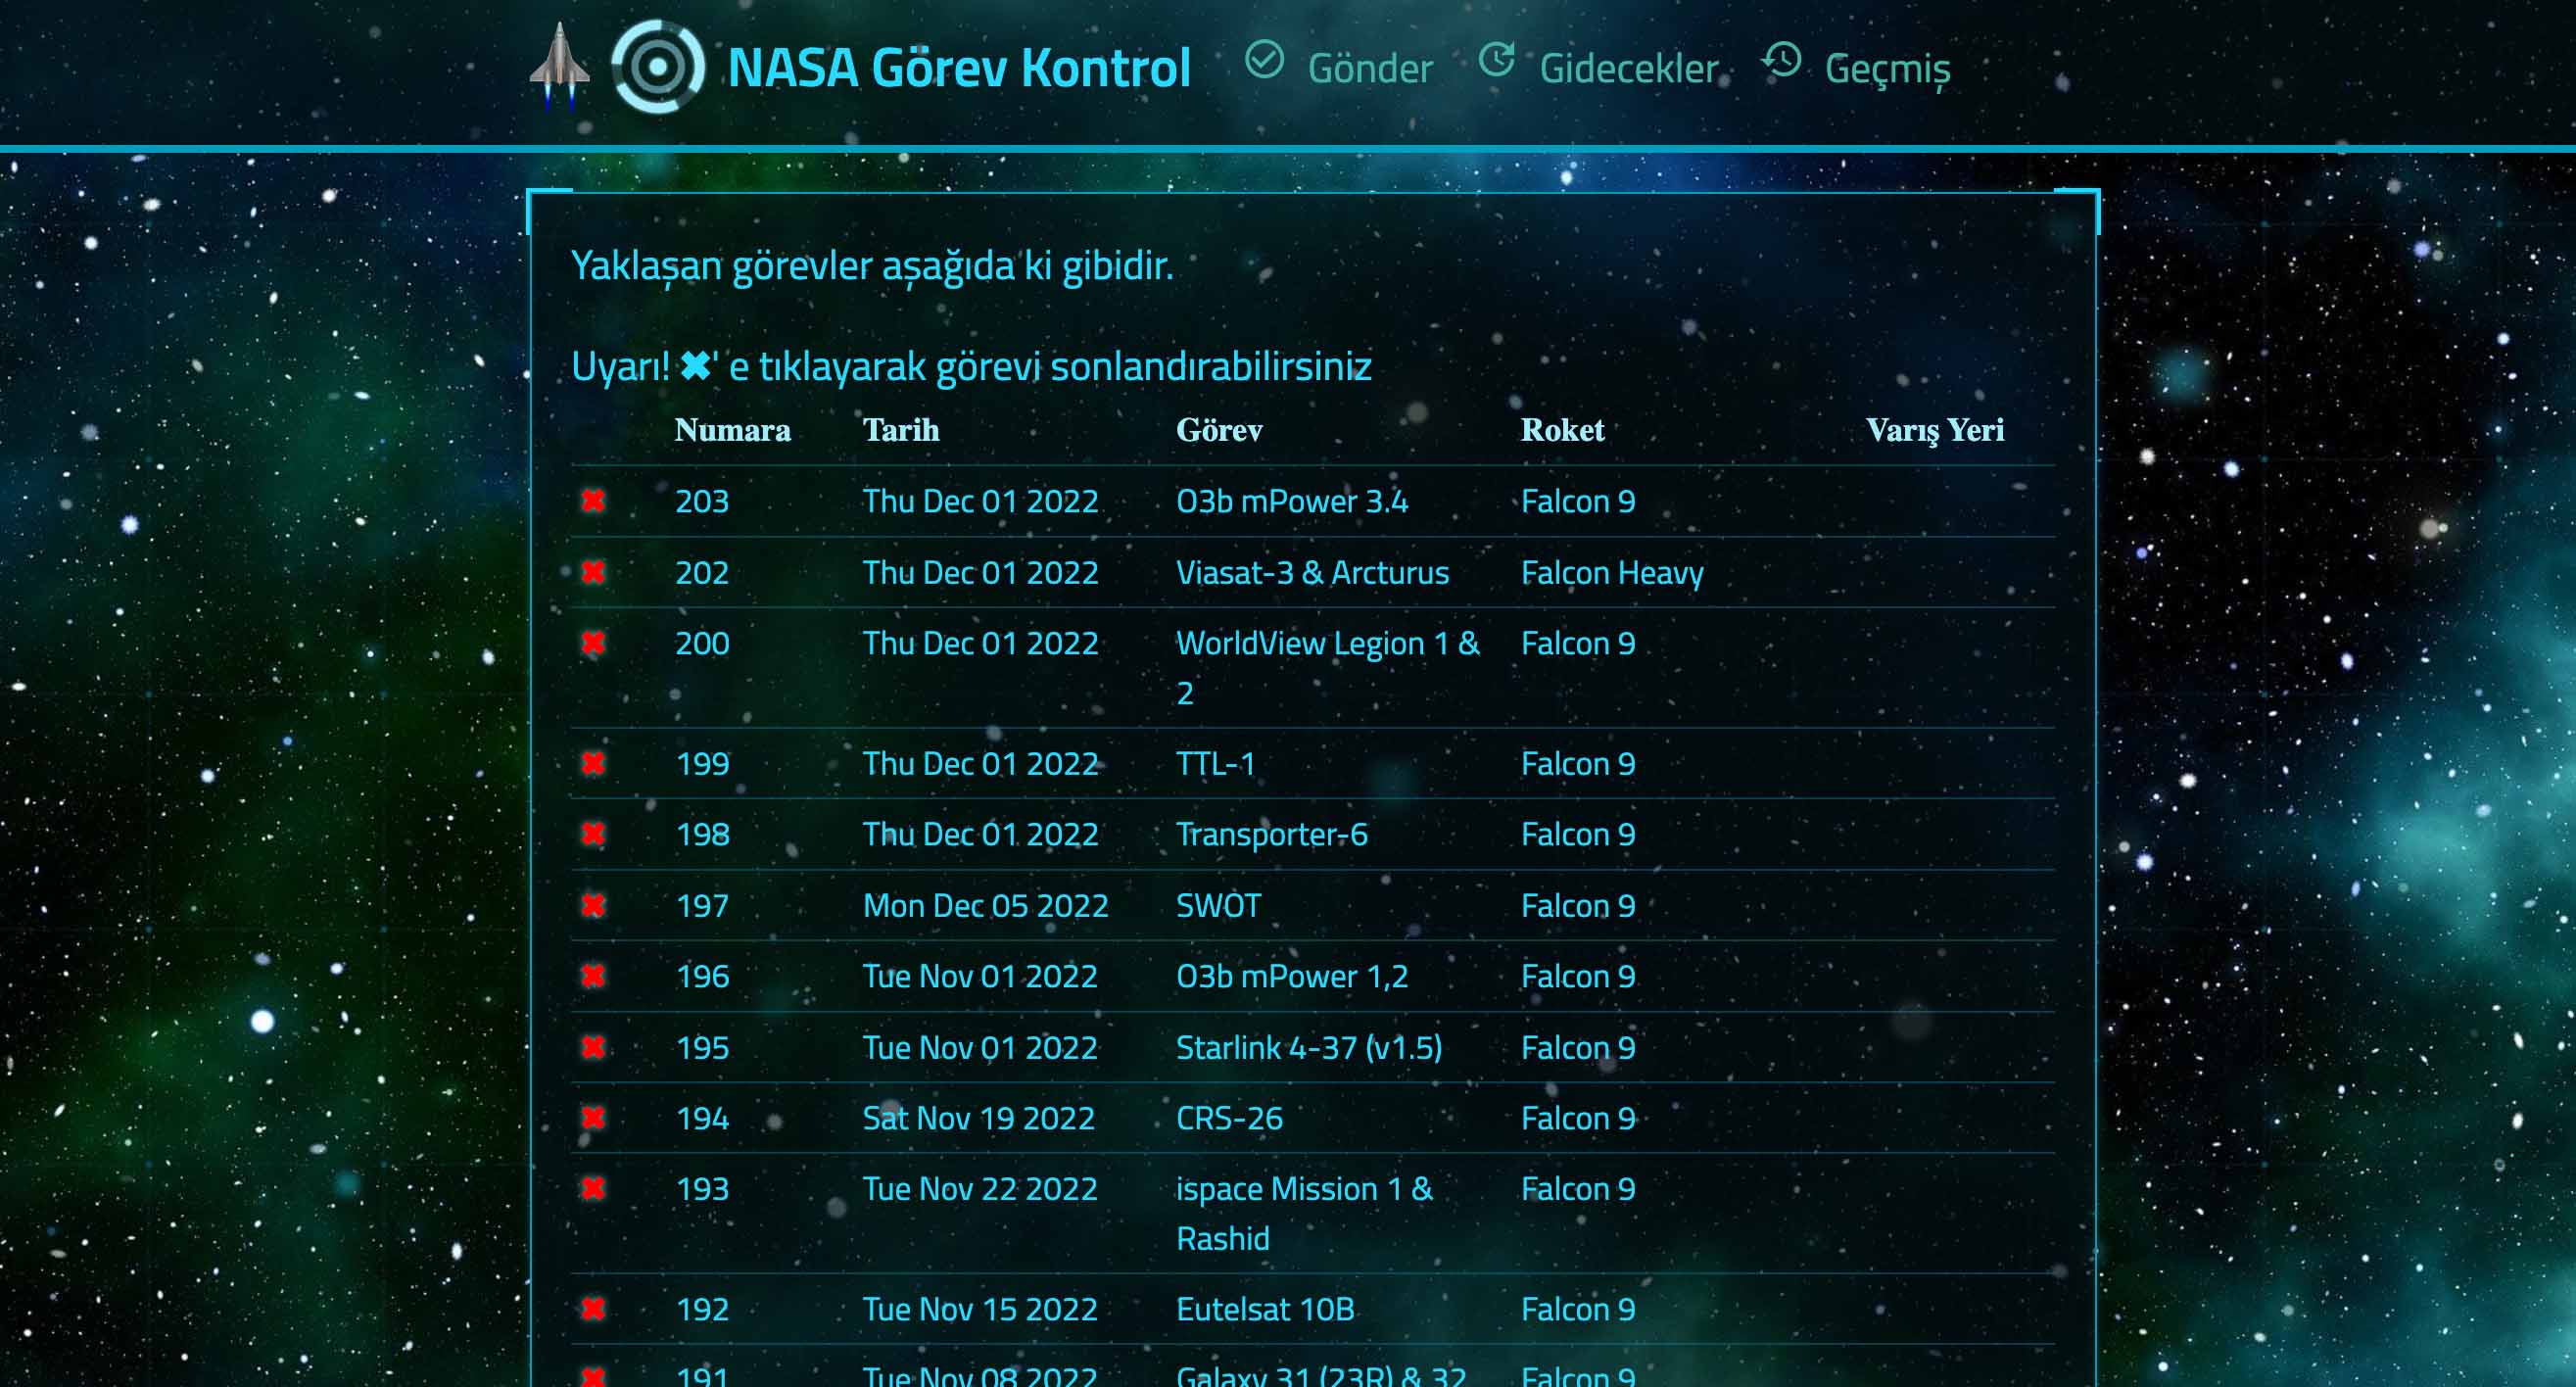 NASA Görev Kontrol Gönder Gidecekler Geçmiş
Yaklaşan görevler aşağıda ki gibidir.
Uyarı! ✖' e tıklayarak görevi sonlandırabilirsiniz
Numara Tarih Görev Roket Varış Yeri
✖ 203 Thu Dec 01 2022 O3b mPower 3.4 Falcon 9
✖ 202 Thu Dec 01 2022 Viasat-3 & Arcturus Falcon Heavy
✖ 200 Thu Dec 01 2022 WorldView Legion 1 & Falcon 9
2
✖ 199 Thu Dec 01 2022 TTL-1 Falcon 9
✖ 198 Thu Dec 01 2022 Transporter-6 Falcon 9
✖ 197 Mon Dec 05 2022 SWOT Falcon 9
✖ 196 Tue Nov 01 2022 O3b mPower 1,2 Falcon 9
✖ 195 Tue Nov 01 2022 Starlink 4-37 (v1.5) Falcon 9
✖ 194 Sat Nov 19 2022 CRS-26 Falcon 9
✖ 193 Tue Nov 22 2022 ispace Mission 1 & Falcon 9
Rashid
✖ 192 Tue Nov 15 2022 Eutelsat 10B Falcon 9
✖ 191 Tue Nov 08 2022 Galaxy 31 (23R) & 32 Falcon 9